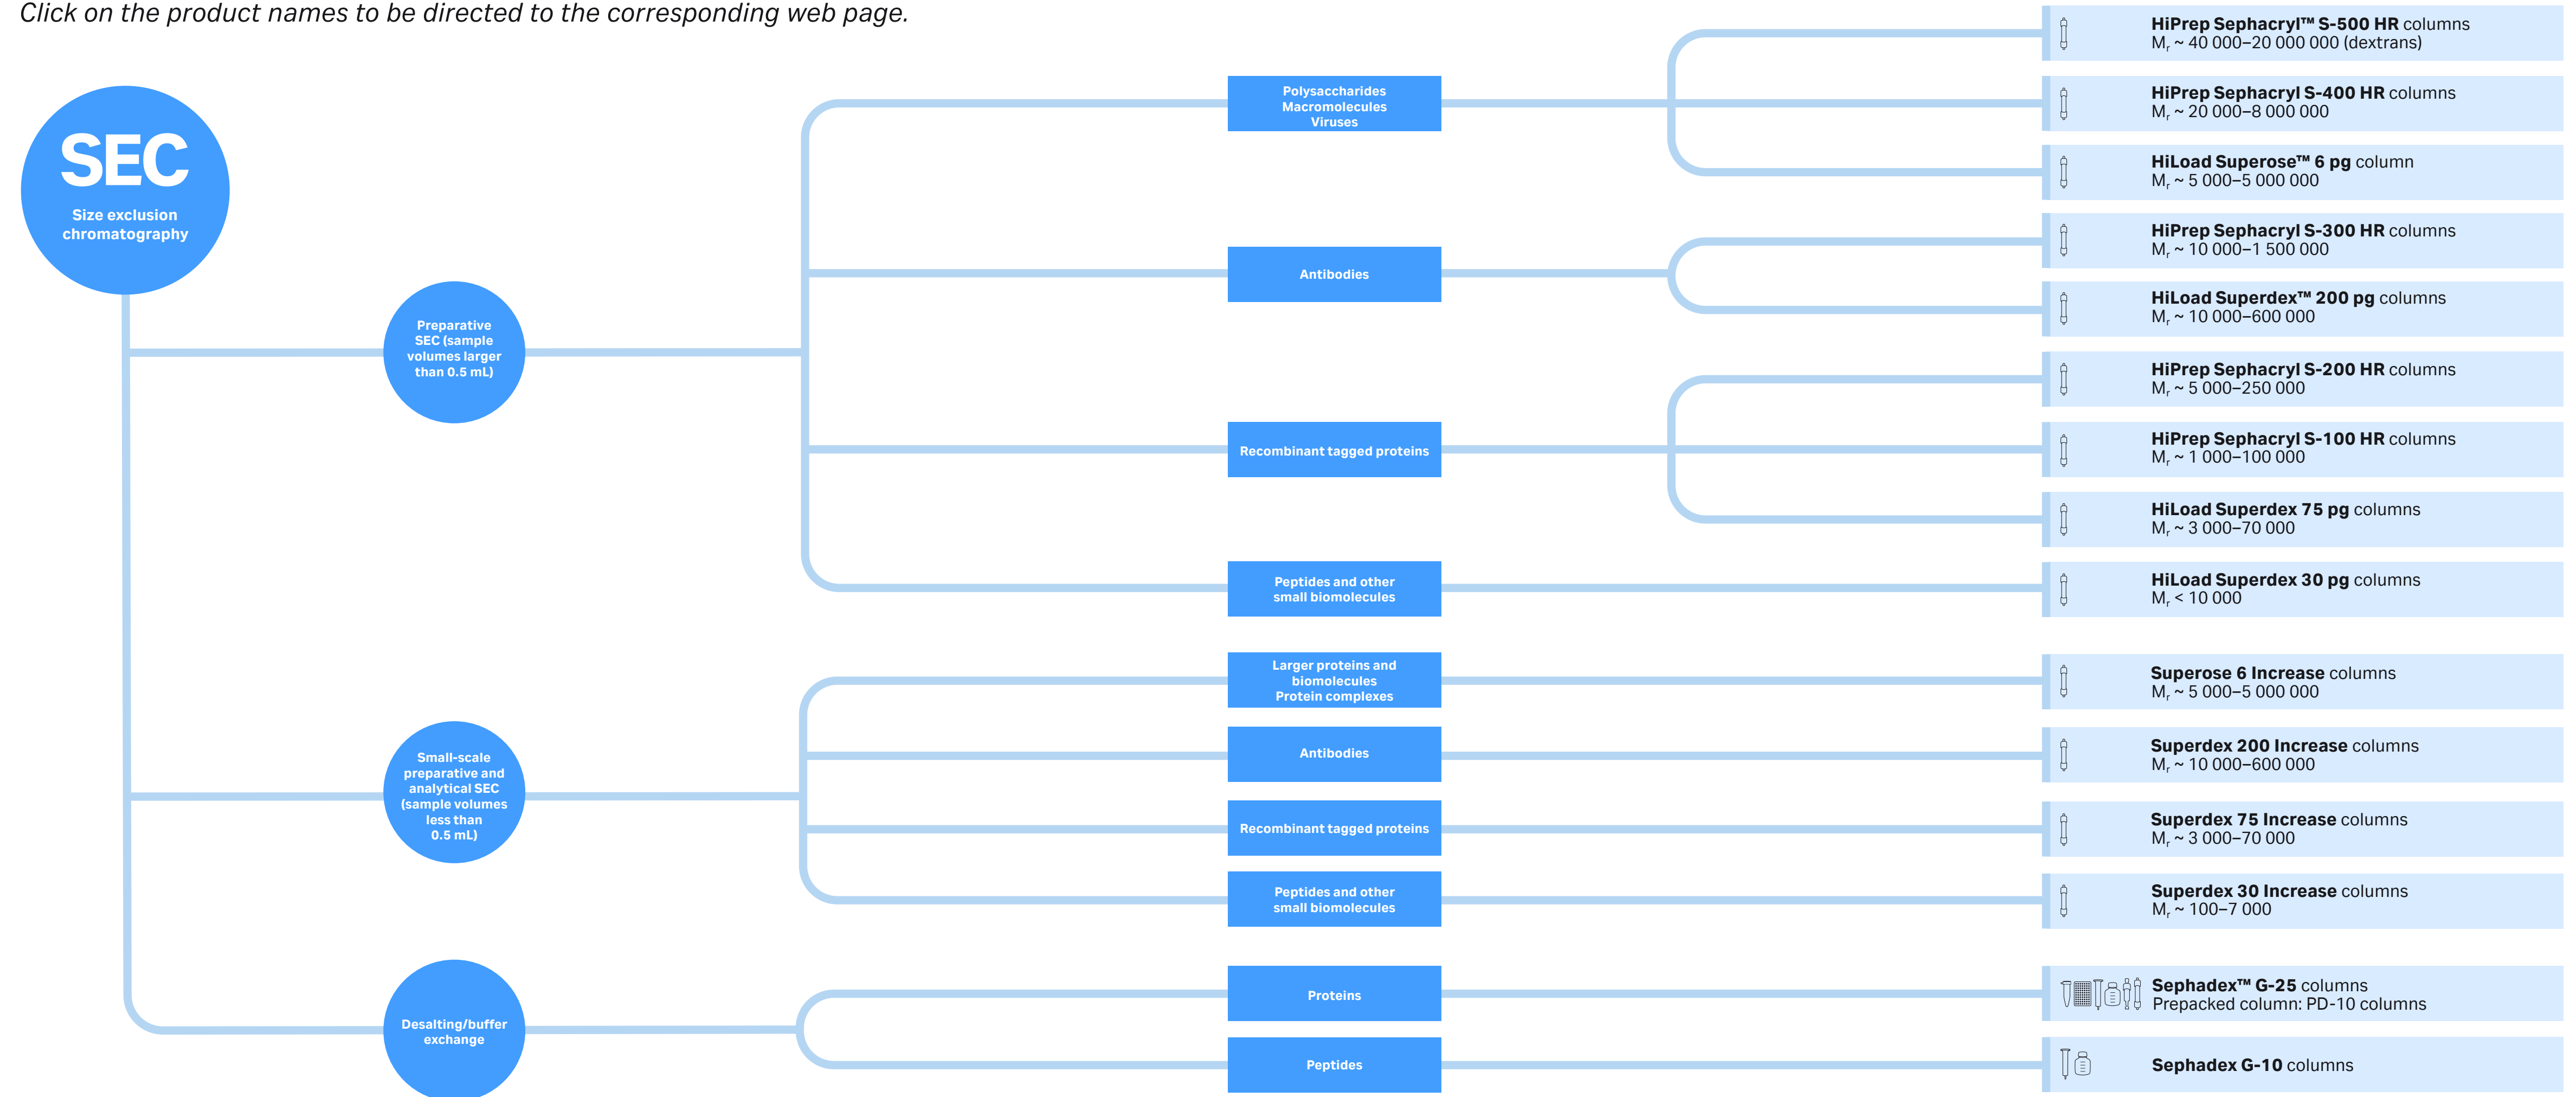 Click on the product names to be directed to the corresponding web page.
SEC
Size exclusion
chromatography
Preparative
SEC (sample
volumes larger
than 0.5 mL)
Polysaccharides
Macromolecules
Viruses
HiPrep Sephacryl™ S-500 HR columns
Mᵣ ~ 40 000–20 000 000 (dextrans)
HiPrep Sephacryl S-400 HR columns
Mᵣ ~ 20 000–8 000 000
HiLoad Superose™ 6 pg column
Mᵣ ~ 5 000–5 000 000
Antibodies
HiPrep Sephacryl S-300 HR columns
Mᵣ ~ 10 000–1 500 000
HiLoad Superdex™ 200 pg columns
Mᵣ ~ 10 000–600 000
Recombinant tagged proteins
HiPrep Sephacryl S-200 HR columns
Mᵣ ~ 5 000–250 000
HiPrep Sephacryl S-100 HR columns
Mᵣ ~ 1 000–100 000
HiLoad Superdex 75 pg columns
Mᵣ ~ 3 000–70 000
Peptides and other
small biomolecules
HiLoad Superdex 30 pg columns
Mᵣ < 10 000
Small-scale
preparative and
analytical SEC
(sample volumes
less than
0.5 mL)
Larger proteins and
biomolecules
Protein complexes
Superose 6 Increase columns
Mᵣ ~ 5 000–5 000 000
Antibodies
Superdex 200 Increase columns
Mᵣ ~ 10 000–600 000
Recombinant tagged proteins
Superdex 75 Increase columns
Mᵣ ~ 3 000–70 000
Peptides and other
small biomolecules
Superdex 30 Increase columns
Mᵣ ~ 100–7 000
Desalting/buffer
exchange
Proteins
Sephadex™ G-25 columns
Prepacked column: PD-10 columns
Peptides
Sephadex G-10 columns